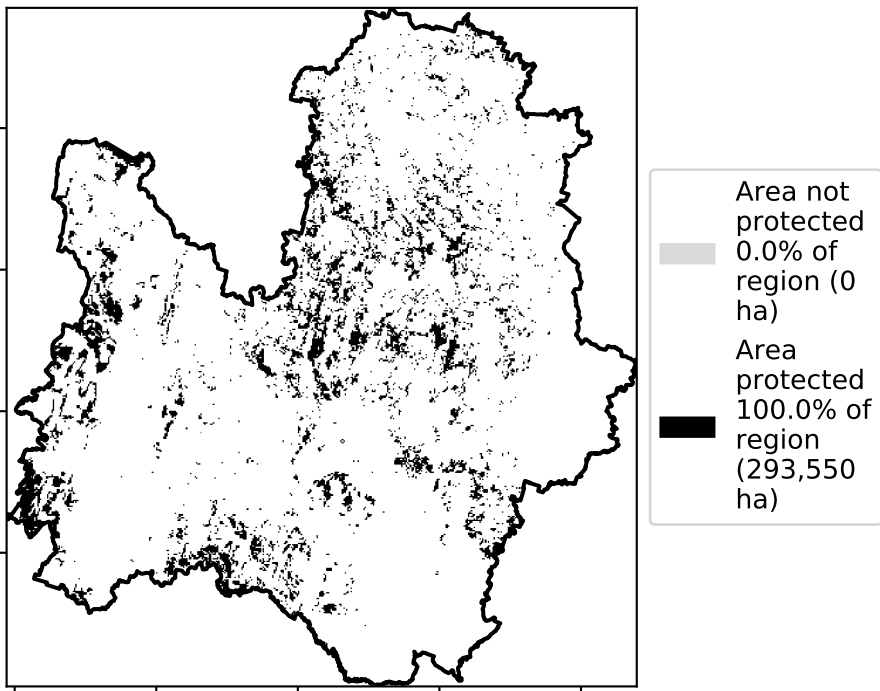 Area not
protected
0.0% of
region (0
ha)
Area
protected
100.0% of
region
(293,550
ha)